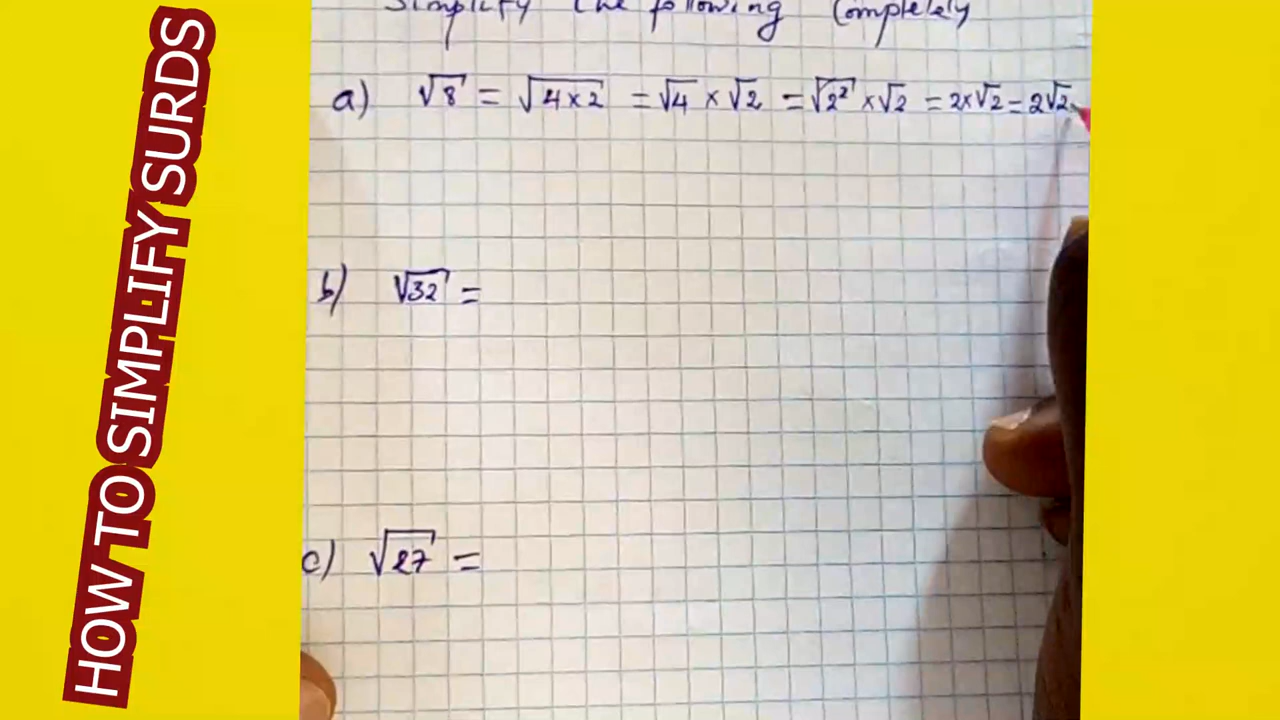 HOW TO SIMPLIFY SURDS
Simplify the following completely
a) √8 = √4×2 = √4 × √2 = √2² × √2 = 2×√2 = 2√2
b) √32 =
c) √27 =